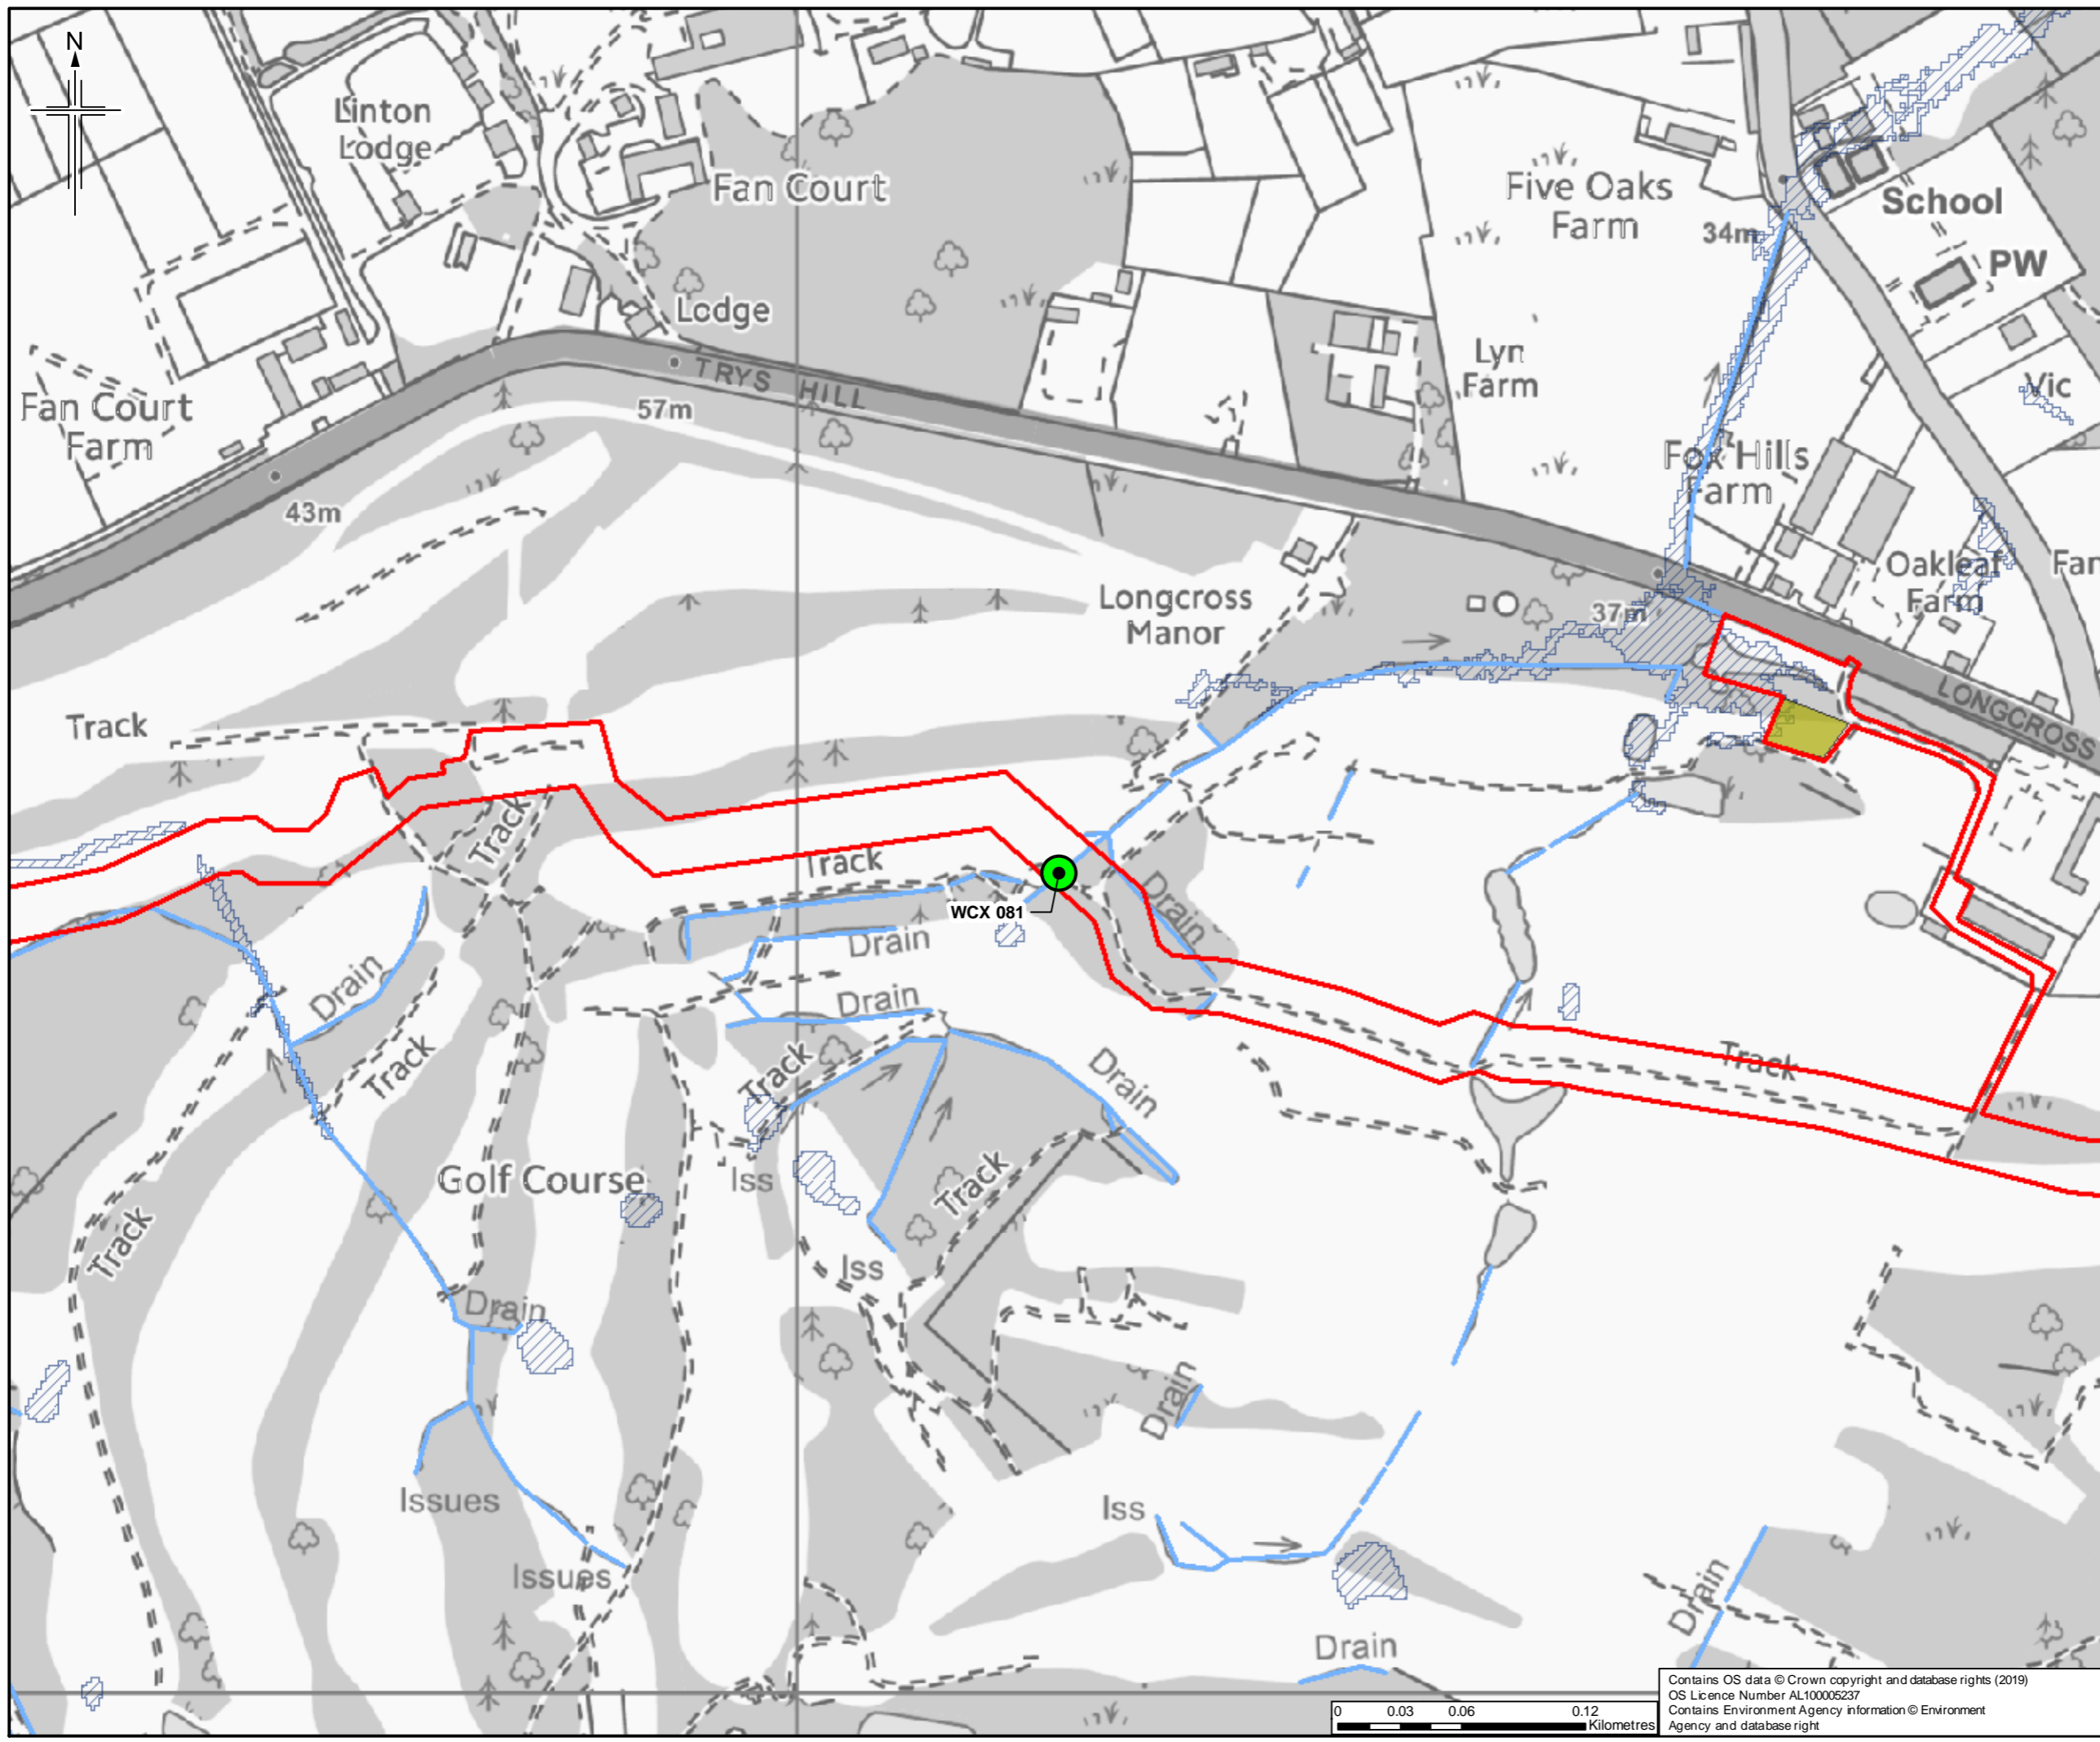 N
Linton
Lodge
Fan Court
Five Oaks
Farm
34m
School
PW
Lodge
TRYS HILL
57m
Fan Court
Farm
43m
Lyn
Farm
Vic
Fox Hills
Farm
Oakleaf
Farm
Fan
Longcross
Manor
37m
LONGCROSS
Track
Track
Track
WCX 081
Drain
Drain
Drain
Drain
Track
Track
Track
Drain
Golf Course
Iss
Track
Track
Iss
Drain
Drain
Issues
Iss
Issues
Drain
Drain
0
0.03
0.06
0.12
Kilometres
Contains OS data © Crown copyright and database rights (2019)
OS Licence Number AL100005237
Contains Environment Agency information © Environment
Agency and database right